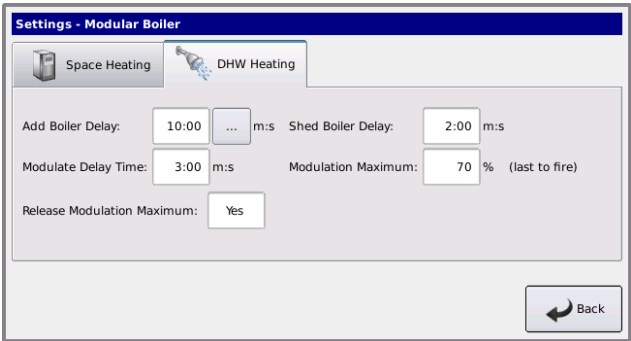 Settings - Modular Boiler
Space Heating DHW Heating
Add Boiler Delay: 10:00 ... m:s Shed Boiler Delay: 2:00 m:s
Modulate Delay Time: 3:00 m:s Modulation Maximum: 70 % (last to fire)
Release Modulation Maximum: Yes
Back